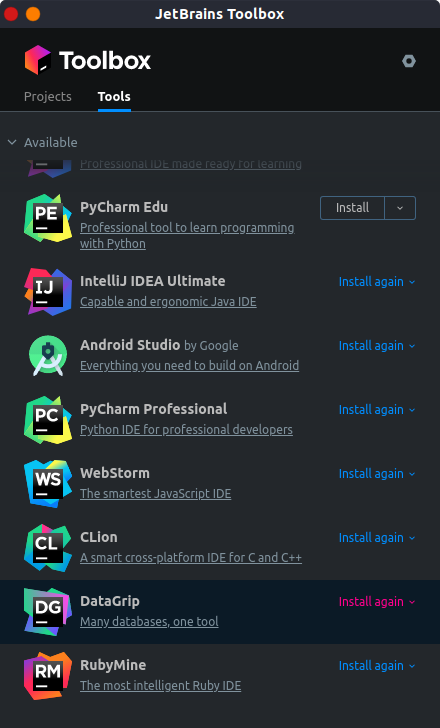 JetBrains Toolbox
Toolbox
Projects Tools
Available
Professional IDE made ready for learning
PE PyCharm Edu Install
Professional tool to learn programming
with Python
IJ IntelliJ IDEA Ultimate Install again
Capable and ergonomic Java IDE
Android Studio by Google Install again
Everything you need to build on Android
PC PyCharm Professional Install again
Python IDE for professional developers
WS WebStorm Install again
The smartest JavaScript IDE
CL CLion Install again
A smart cross-platform IDE for C and C++
DG DataGrip Install again
Many databases, one tool
RM RubyMine Install again
The most intelligent Ruby IDE